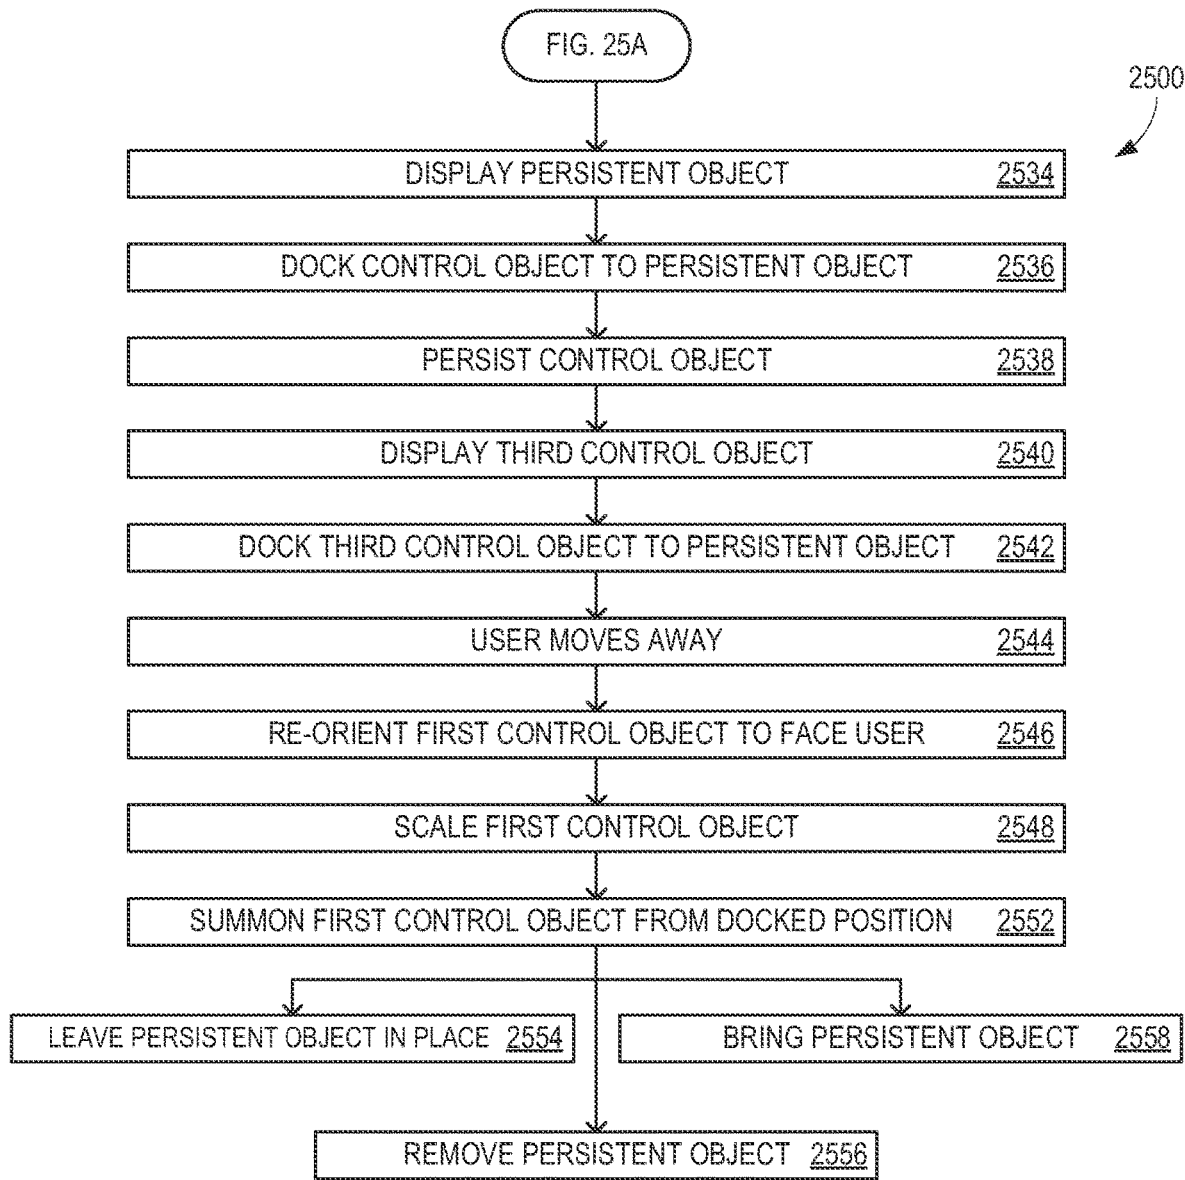 FIG. 25A
2500
DISPLAY PERSISTENT OBJECT 2534
DOCK CONTROL OBJECT TO PERSISTENT OBJECT 2536
PERSIST CONTROL OBJECT 2538
DISPLAY THIRD CONTROL OBJECT 2540
DOCK THIRD CONTROL OBJECT TO PERSISTENT OBJECT 2542
USER MOVES AWAY 2544
RE-ORIENT FIRST CONTROL OBJECT TO FACE USER 2546
SCALE FIRST CONTROL OBJECT 2548
SUMMON FIRST CONTROL OBJECT FROM DOCKED POSITION 2552
LEAVE PERSISTENT OBJECT IN PLACE 2554
BRING PERSISTENT OBJECT 2558
REMOVE PERSISTENT OBJECT 2556